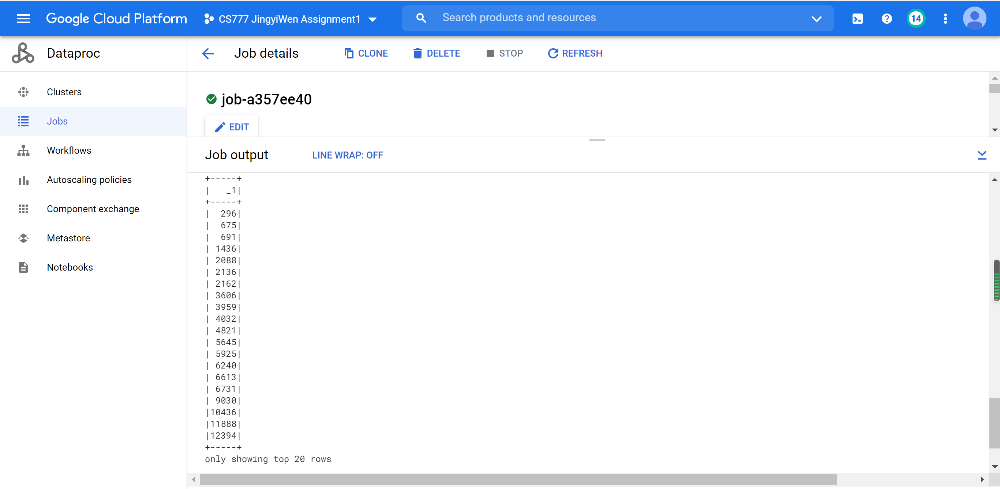 Google Cloud Platform
CS777 JingyiWen Assignment1
Search products and resources
14
Dataproc
Job details
CLONE
DELETE
STOP
REFRESH
Clusters
Jobs
Workflows
Autoscaling policies
Component exchange
Metastore
Notebooks
job-a357ee40
EDIT
Job output
LINE WRAP: OFF
+-----+
|   _1|
+-----+
|  296|
|  675|
|  691|
| 1436|
| 2088|
| 2136|
| 2162|
| 3606|
| 3959|
| 4032|
| 4821|
| 5645|
| 5925|
| 6240|
| 6613|
| 6731|
| 9030|
|10436|
|11888|
|12394|
+-----+
only showing top 20 rows